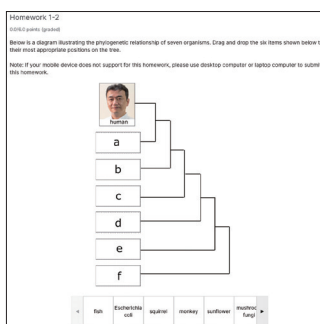 Homework 1-2
0.0/6.0 points (graded)
Below is a diagram illustrating the phylogenetic relationship of seven organisms. Drag and drop the six items shown below t
their most appropriate positions on the tree.
Note: If your mobile device does not support for this homework, please use desktop computer or laptop computer to submi
this homework.
human
a
b
c
d
e
f
fish
Escherichia
coli
squirrel
monkey
sunflower
mushroo
fungi